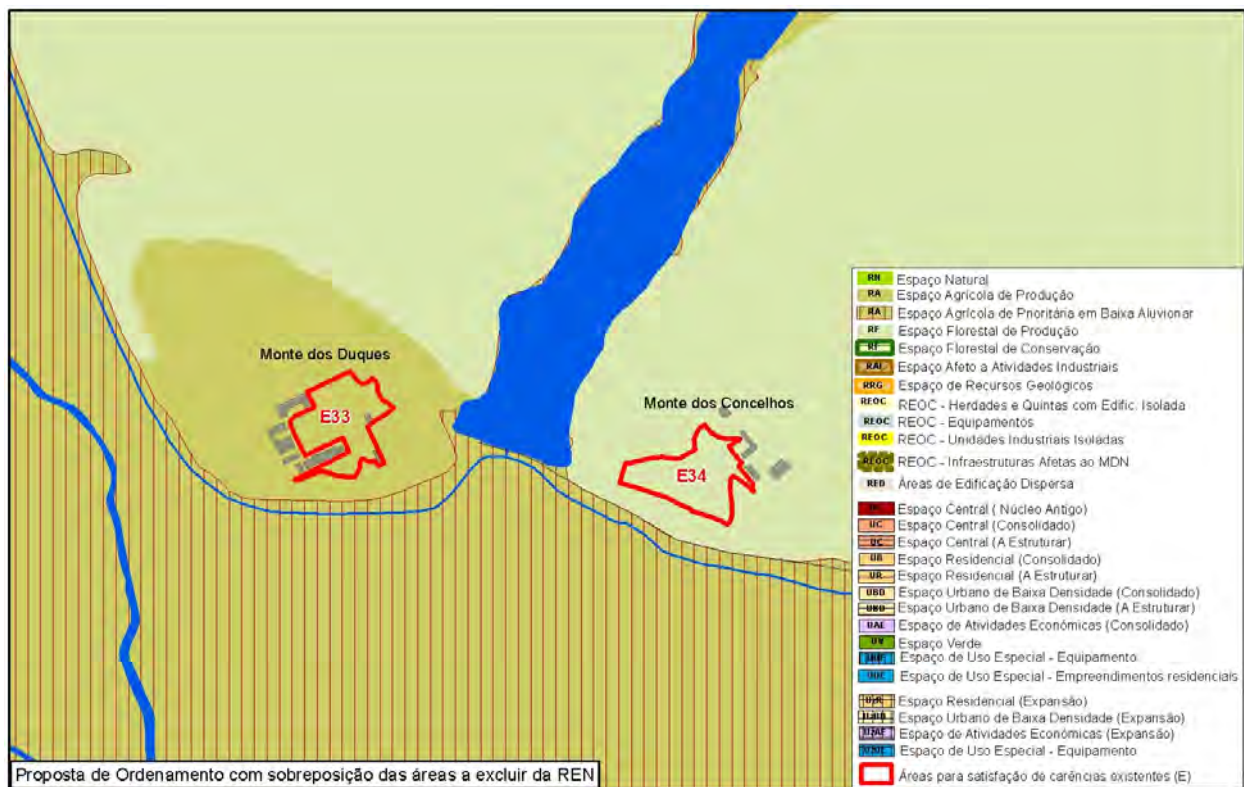 Monte dos Duques
E33
Monte dos Concelhos
E34
RN Espaço Natural
RA Espaço Agrícola de Produção
RA Espaço Agrícola de Prioritária em Baixa Aluvionar
RF Espaço Florestal de Produção
RF Espaço Florestal de Conservação
RAI Espaço Afeto a Atividades Industriais
RRG Espaço de Recursos Geológicos
REOC REOC - Herdades e Quintas com Edific. Isolada
REOC REOC - Equipamentos
REOC REOC - Unidades Industriais Isoladas
REOC REOC - Infraestruturas Afetas ao MDN
RED Áreas de Edificação Dispersa
Espaço Central ( Núcleo Antigo)
UC Espaço Central (Consolidado)
UC Espaço Central (A Estruturar)
UR Espaço Residencial (Consolidado)
UR Espaço Residencial (A Estruturar)
UBD Espaço Urbano de Baixa Densidade (Consolidado)
UBD Espaço Urbano de Baixa Densidade (A Estruturar)
UAE Espaço de Atividades Económicas (Consolidado)
UV Espaço Verde
Espaço de Uso Especial - Equipamento
Espaço de Uso Especial - Empreendimentos residenciais
Espaço Residencial (Expansão)
Espaço Urbano de Baixa Densidade (Expansão)
Espaço de Atividades Económicas (Expansão)
Espaço de Uso Especial - Equipamento
Áreas para satisfação de carências existentes (E)
Proposta de Ordenamento com sobreposição das áreas a excluir da REN